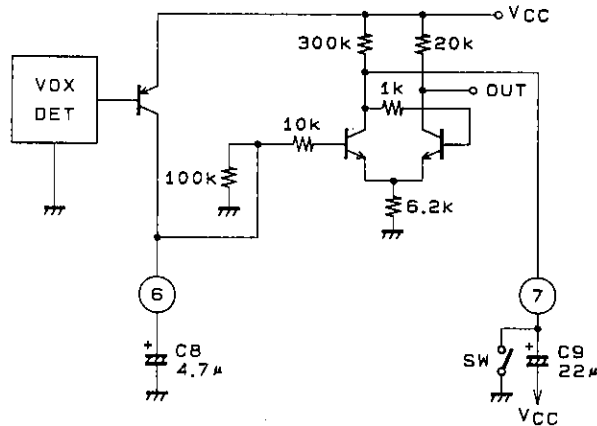 VCC
300k
20k
VOX
DET
1k
OUT
10k
100k
6.2k
6
7
+
C8
4.7μ
SW
+
C9
22μ
VCC